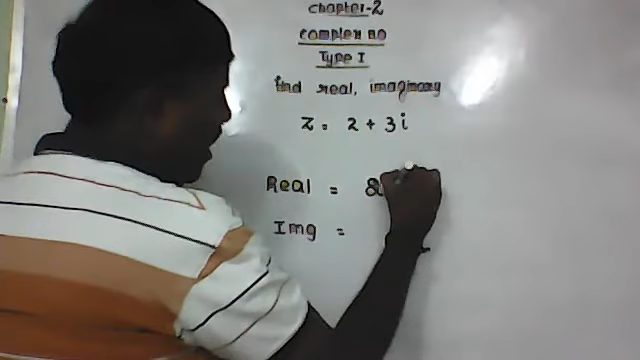 chapter-2
complex no
Type I
find real, imaginary
Z = 2 + 3i
Real =
Img =